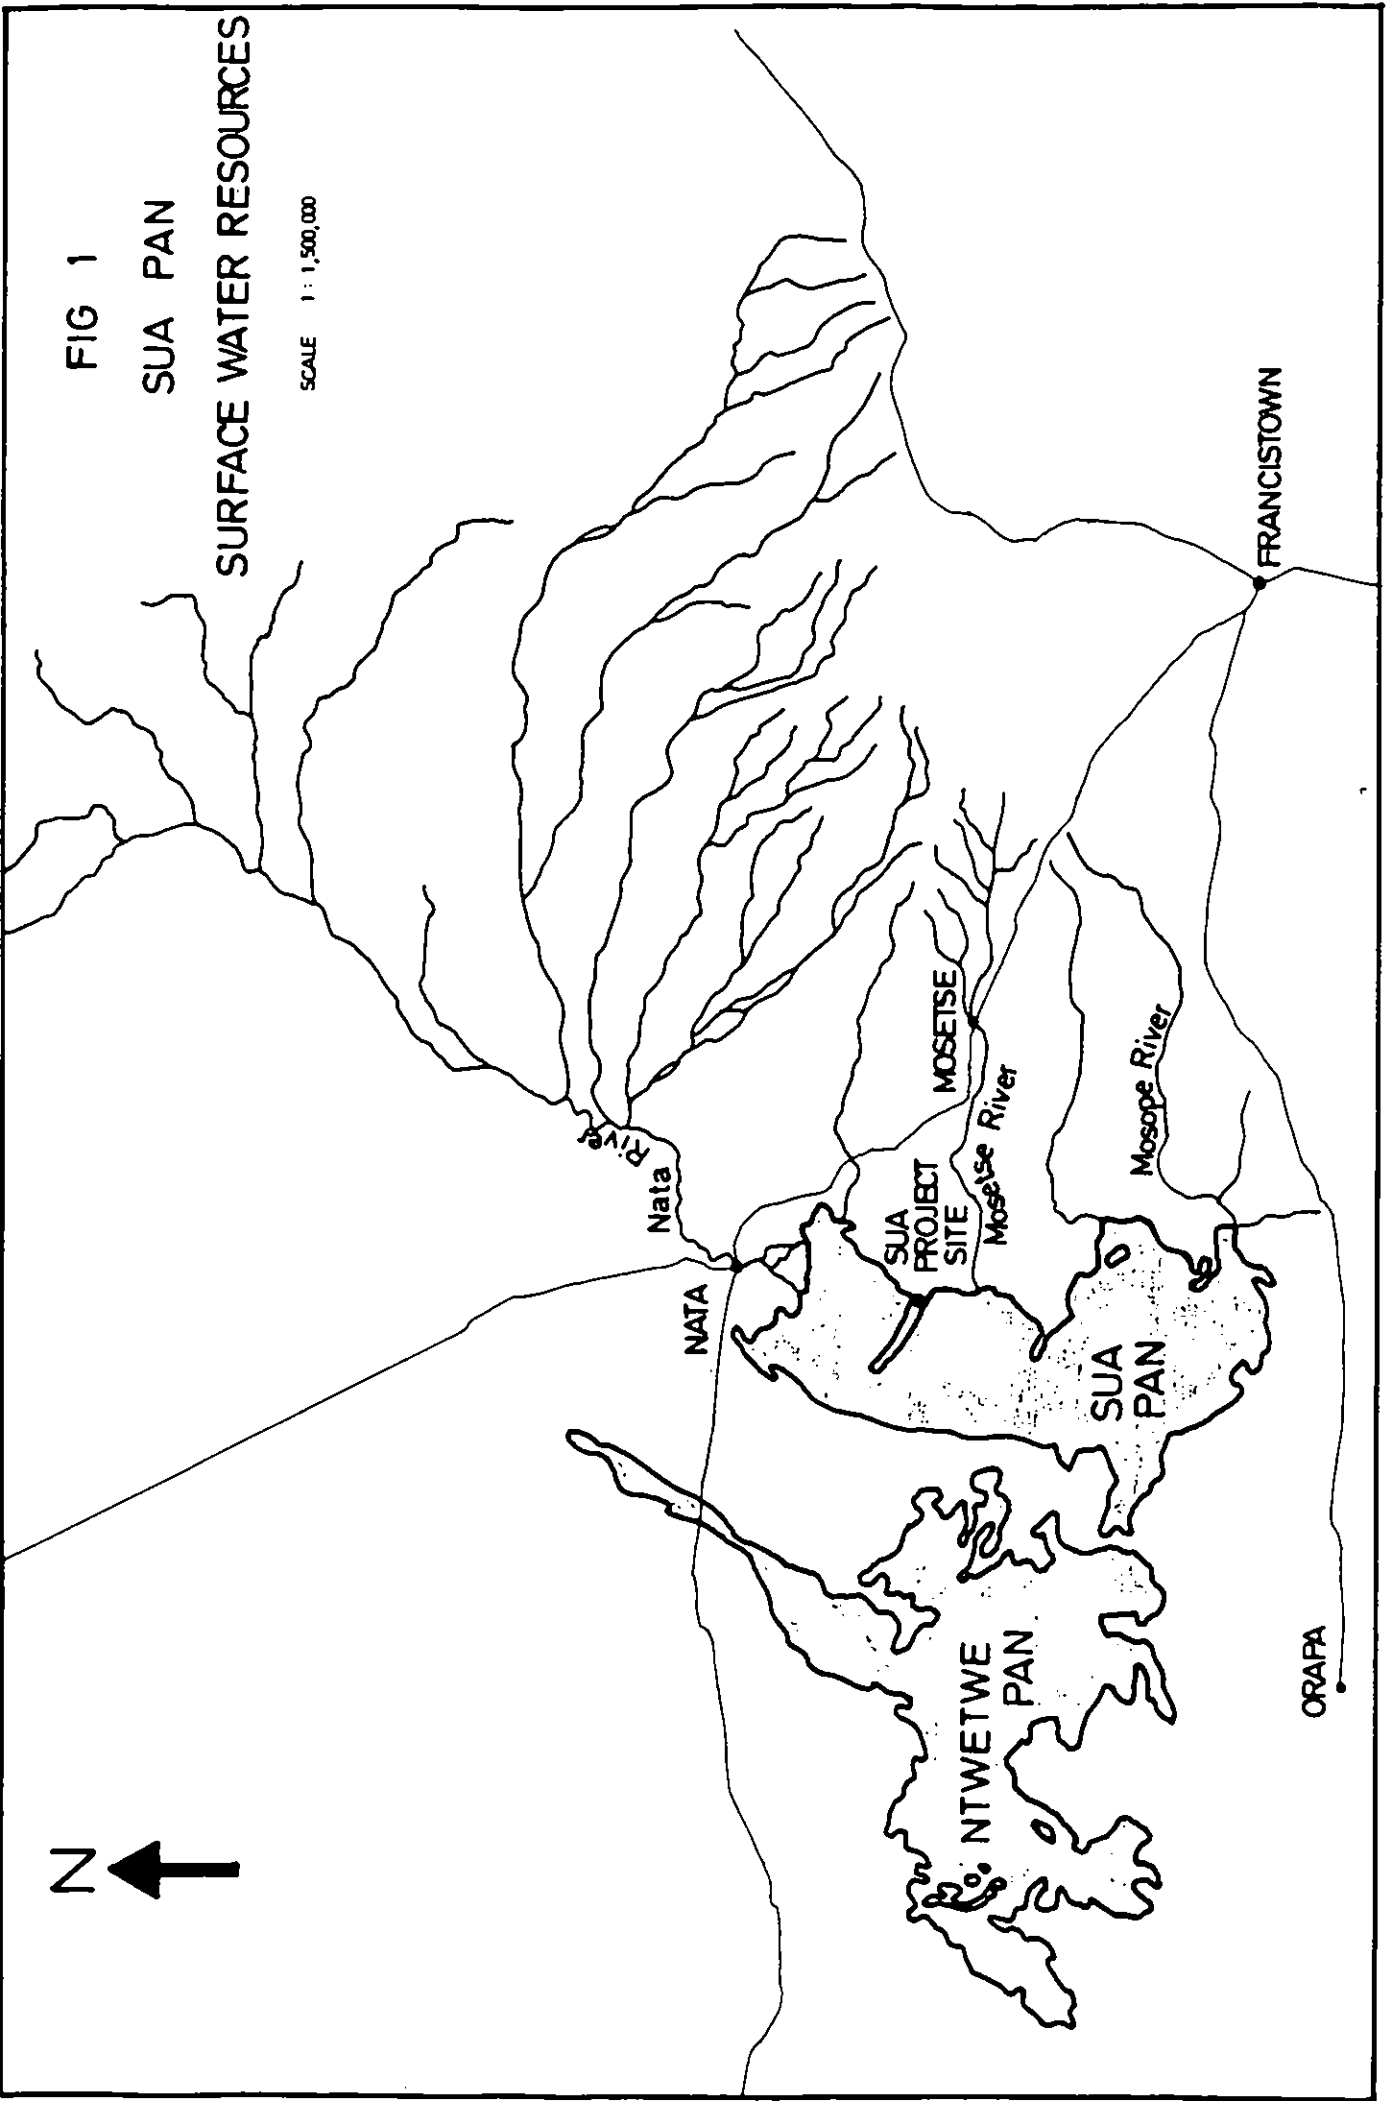 FIG 1
SUA PAN
SURFACE WATER RESOURCES
SCALE 1 : 1,500,000
N
Nata River
NATA
MOSETSE
SUA
PROJECT
SITE
Mosetse River
Mosope River
SUA
PAN
NTWETWE
PAN
FRANCISTOWN
ORAPA